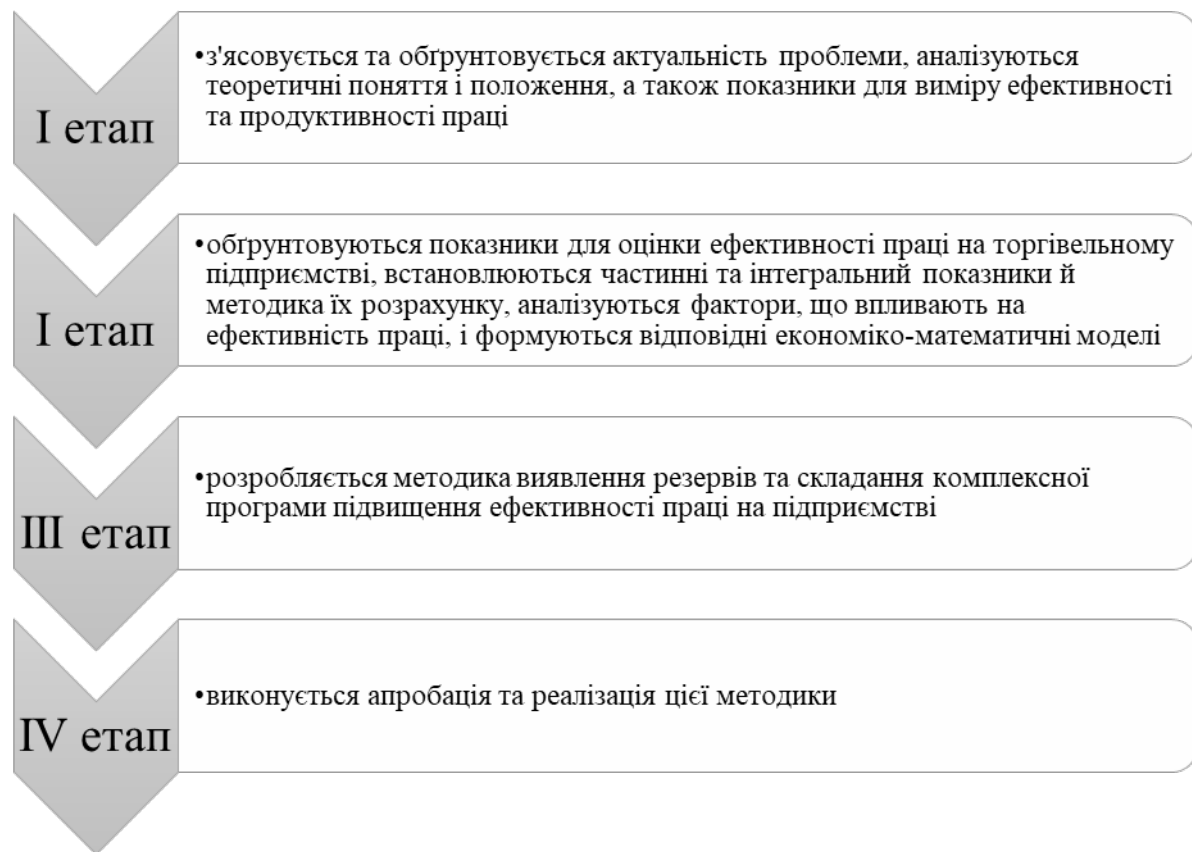 І етап
•з'ясовується та обґрунтовується актуальність проблеми, аналізуються
теоретичні поняття і положення, а також показники для виміру ефективності
та продуктивності праці
І етап
•обґрунтовуються показники для оцінки ефективності праці на торгівельному
підприємстві, встановлюються частинні та інтегральний показники й
методика їх розрахунку, аналізуються фактори, що впливають на
ефективність праці, і формуються відповідні економіко-математичні моделі
ІІІ етап
•розробляється методика виявлення резервів та складання комплексної
програми підвищення ефективності праці на підприємстві
IV етап
•виконується апробація та реалізація цієї методики